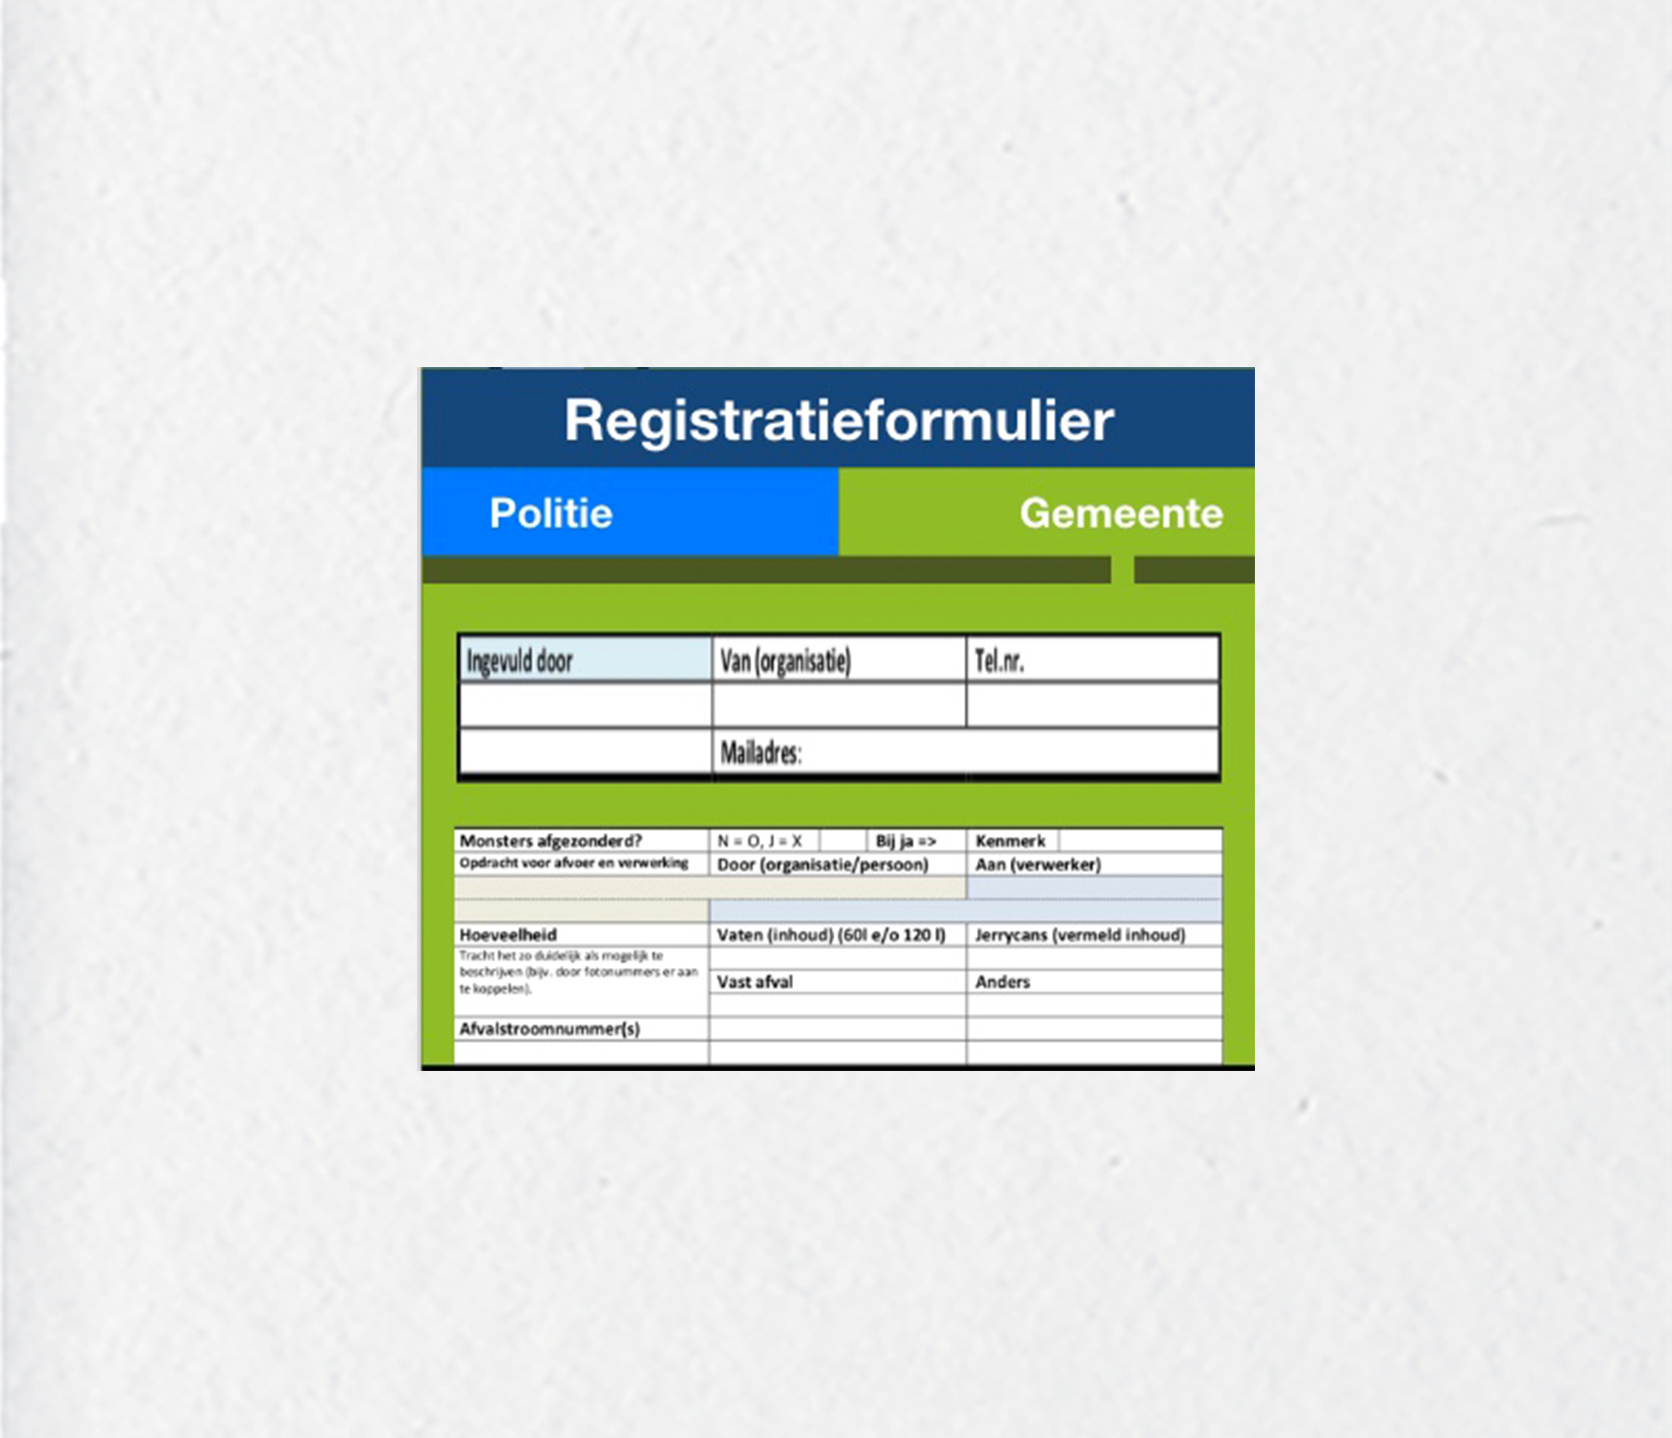 Registratieformulier
Politie Gemeente
Ingevuld door Van (organisatie) Tel.nr.
Mailadres:
Monsters afgezonderd? N = O, J = X Bij ja => Kenmerk
Opdracht voor afvoer en verwerking Door (organisatie/persoon) Aan (verwerker)
Hoeveelheid Vaten (inhoud) (60l e/o 120 l) Jerrycans (vermeld inhoud)
Tracht het zo duidelijk als mogelijk te
beschrijven (bijv. door fotonummers er aan
te koppelen).
Vast afval Anders
Afvalstroomnummer(s)